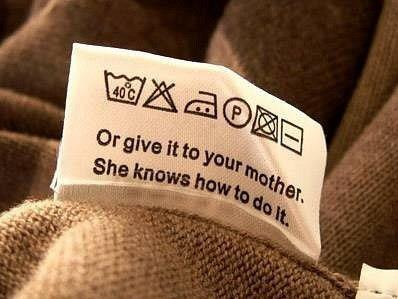 40 C P
Or give it to your mother.
She knows how to do it.